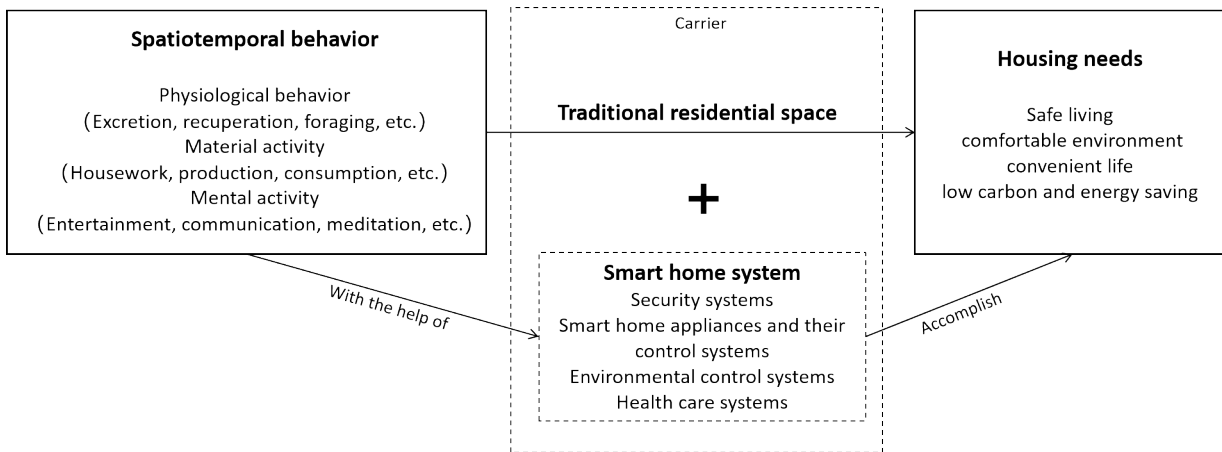 Spatiotemporal behavior
Physiological behavior
(Excretion, recuperation, foraging, etc.)
Material activity
(Housework, production, consumption, etc.)
Mental activity
(Entertainment, communication, meditation, etc.)
With the help of
Carrier
Traditional residential space
+
Smart home system
Security systems
Smart home appliances and their
control systems
Environmental control systems
Health care systems
Accomplish
Housing needs
Safe living
comfortable environment
convenient life
low carbon and energy saving